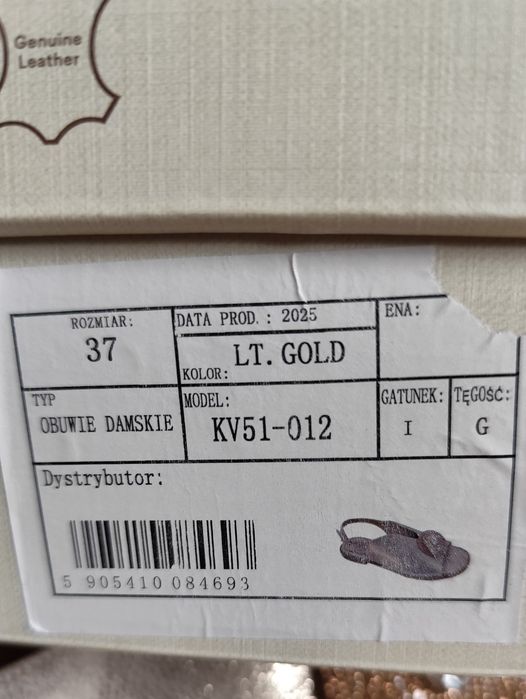 Genuine
Leather
ROZMIAR:
37
DATA PROD.: 2025
ENA:
LT. GOLD
KOLOR:
TYP
OBUWIE DAMSKIE
MODEL:
KV51-012
GATUNEK:
I
TĘGOŚĆ:
G
Dystrybutor:
5 905410 084693